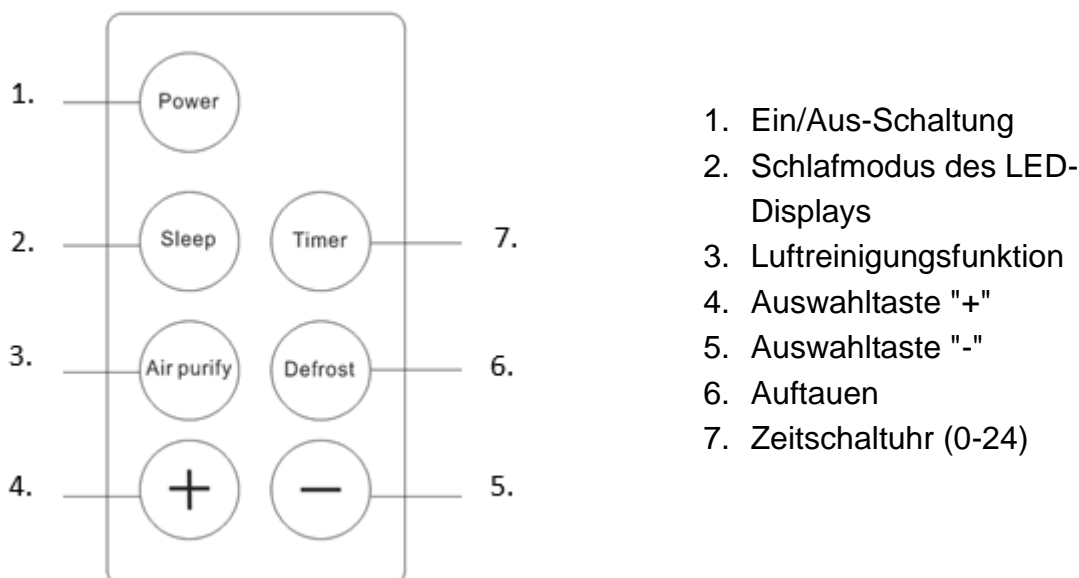 1.
Power
2.
Sleep
Timer
7.
3.
Air purify
Defrost
6.
4.
+
−
5.
1. Ein/Aus-Schaltung
2. Schlafmodus des LED-
Displays
3. Luftreinigungsfunktion
4. Auswahltaste "+"
5. Auswahltaste "-"
6. Auftauen
7. Zeitschaltuhr (0-24)